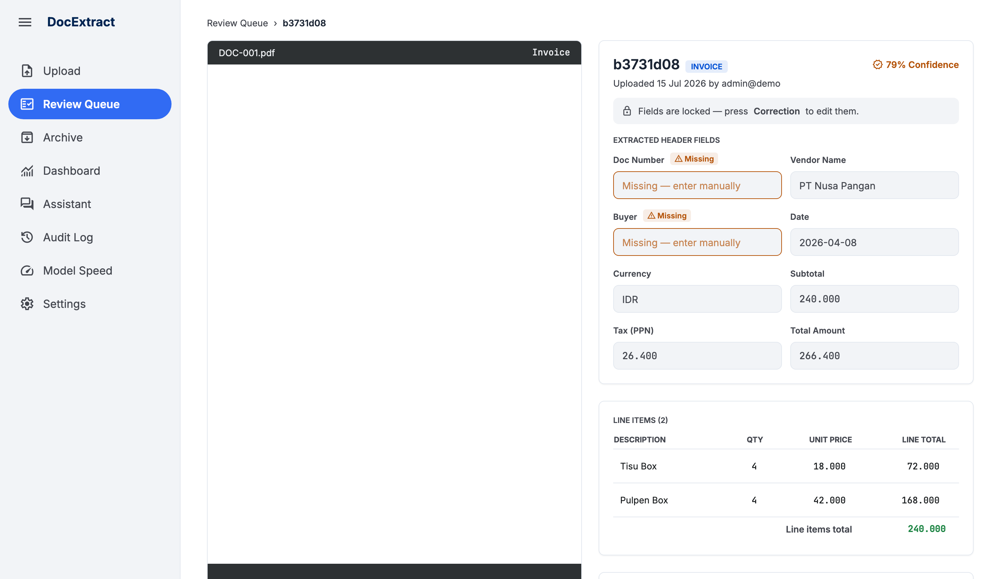 DocExtract
Upload
Review Queue
Archive
Dashboard
Assistant
Audit Log
Model Speed
Settings
Review Queue › b3731d08
DOC-001.pdf Invoice
b3731d08 INVOICE 79% Confidence
Uploaded 15 Jul 2026 by admin@demo
Fields are locked — press Correction to edit them.
EXTRACTED HEADER FIELDS
Doc Number Missing Vendor Name
Missing — enter manually PT Nusa Pangan
Buyer Missing Date
Missing — enter manually 2026-04-08
Currency Subtotal
IDR 240.000
Tax (PPN) Total Amount
26.400 266.400
LINE ITEMS (2)
DESCRIPTION QTY UNIT PRICE LINE TOTAL
Tisu Box 4 18.000 72.000
Pulpen Box 4 42.000 168.000
Line items total 240.000